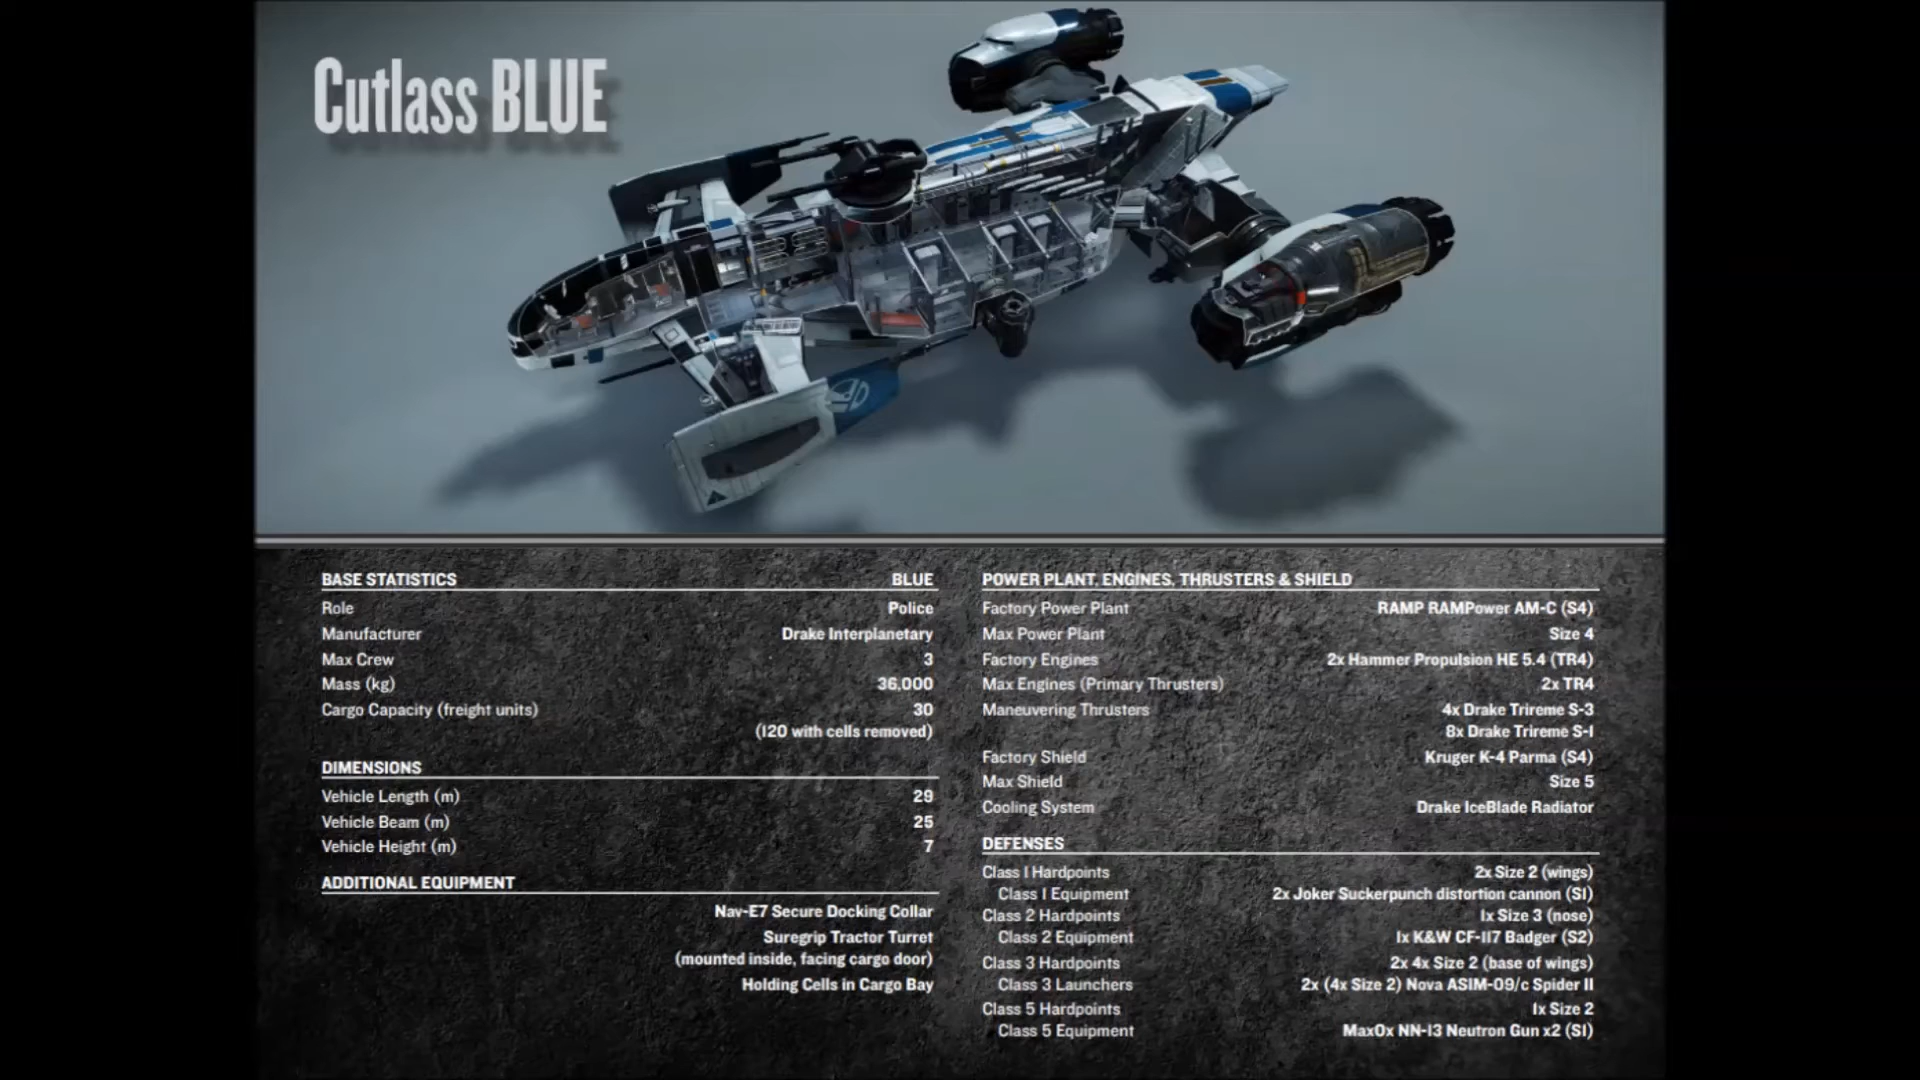 Cutlass BLUE
BASE STATISTICS BLUE
Role Police
Manufacturer Drake Interplanetary
Max Crew 3
Mass (kg) 36,000
Cargo Capacity (freight units) 30
(120 with cells removed)
DIMENSIONS
Vehicle Length (m) 29
Vehicle Beam (m) 25
Vehicle Height (m) 7
ADDITIONAL EQUIPMENT
Nav-E7 Secure Docking Collar
Suregrip Tractor Turret
(mounted inside, facing cargo door)
Holding Cells in Cargo Bay
POWER PLANT, ENGINES, THRUSTERS & SHIELD
Factory Power Plant RAMP RAMPower AM-C (S4)
Max Power Plant Size 4
Factory Engines 2x Hammer Propulsion HE 5.4 (TR4)
Max Engines (Primary Thrusters) 2x TR4
Maneuvering Thrusters 4x Drake Trireme S-3
8x Drake Trireme S-1
Factory Shield Kruger K-4 Parma (S4)
Max Shield Size 5
Cooling System Drake IceBlade Radiator
DEFENSES
Class 1 Hardpoints 2x Size 2 (wings)
Class 1 Equipment 2x Joker Suckerpunch distortion cannon (S1)
Class 2 Hardpoints 1x Size 3 (nose)
Class 2 Equipment 1x K&W CF-117 Badger (S2)
Class 3 Hardpoints 2x 4x Size 2 (base of wings)
Class 3 Launchers 2x (4x Size 2) Nova ASIM-09/c Spider II
Class 5 Hardpoints 1x Size 2
Class 5 Equipment MaxOx NN-13 Neutron Gun x2 (S1)